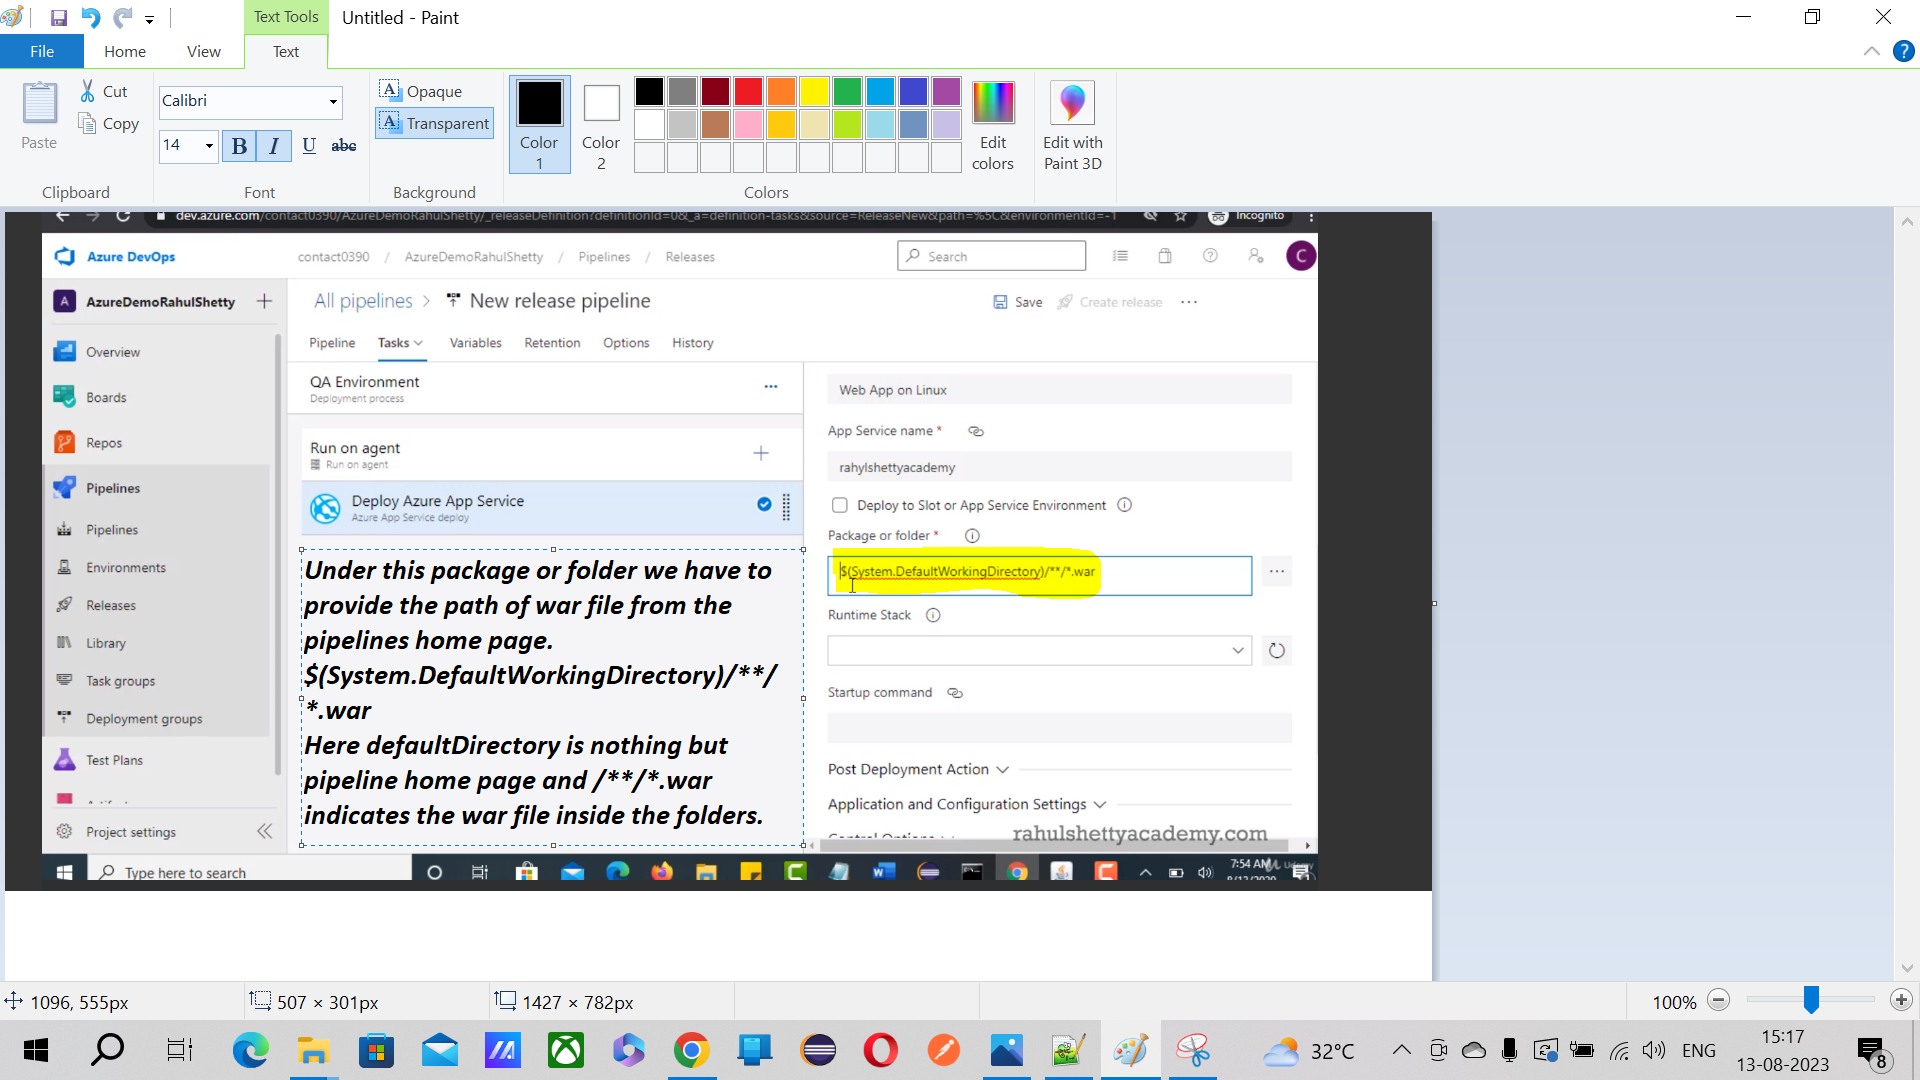 Text Tools
Untitled - Paint
File
Home
View
Text
Cut
Copy
Paste
Clipboard
Calibri
14
B I U abc
Font
Opaque
Transparent
Background
Color 1
Color 2
Edit colors
Colors
Edit with Paint 3D
dev.azure.com/contact0390/AzureDemoRahulShetty/_releaseDefinition?definitionId=0&_a=definition-tasks&source=ReleaseNew&path=%5C&environmentId=-1
Incognito
Azure DevOps
contact0390 / AzureDemoRahulShetty / Pipelines / Releases
Search
C
A AzureDemoRahulShetty
Overview
Boards
Repos
Pipelines
Pipelines
Environments
Releases
Library
Task groups
Deployment groups
Test Plans
Project settings
All pipelines > New release pipeline
Save
Create release
Pipeline
Tasks
Variables
Retention
Options
History
QA Environment
Deployment process
Run on agent
Run on agent
Deploy Azure App Service
Azure App Service deploy
Under this package or folder we have to
provide the path of war file from the
pipelines home page.
$(System.DefaultWorkingDirectory)/**/
*.war
Here defaultDirectory is nothing but
pipeline home page and /**/*.war
indicates the war file inside the folders.
Web App on Linux
App Service name *
rahylshettyacademy
Deploy to Slot or App Service Environment
Package or folder *
$(System.DefaultWorkingDirectory)/**/*.war
Runtime Stack
Startup command
Post Deployment Action
Application and Configuration Settings
Control Options
rahulshettyacademy.com
Type here to search
7:54 AM
Udemy
8/13/2020
1096, 555px
507 × 301px
1427 × 782px
100%
32°C
ENG
15:17
13-08-2023
8